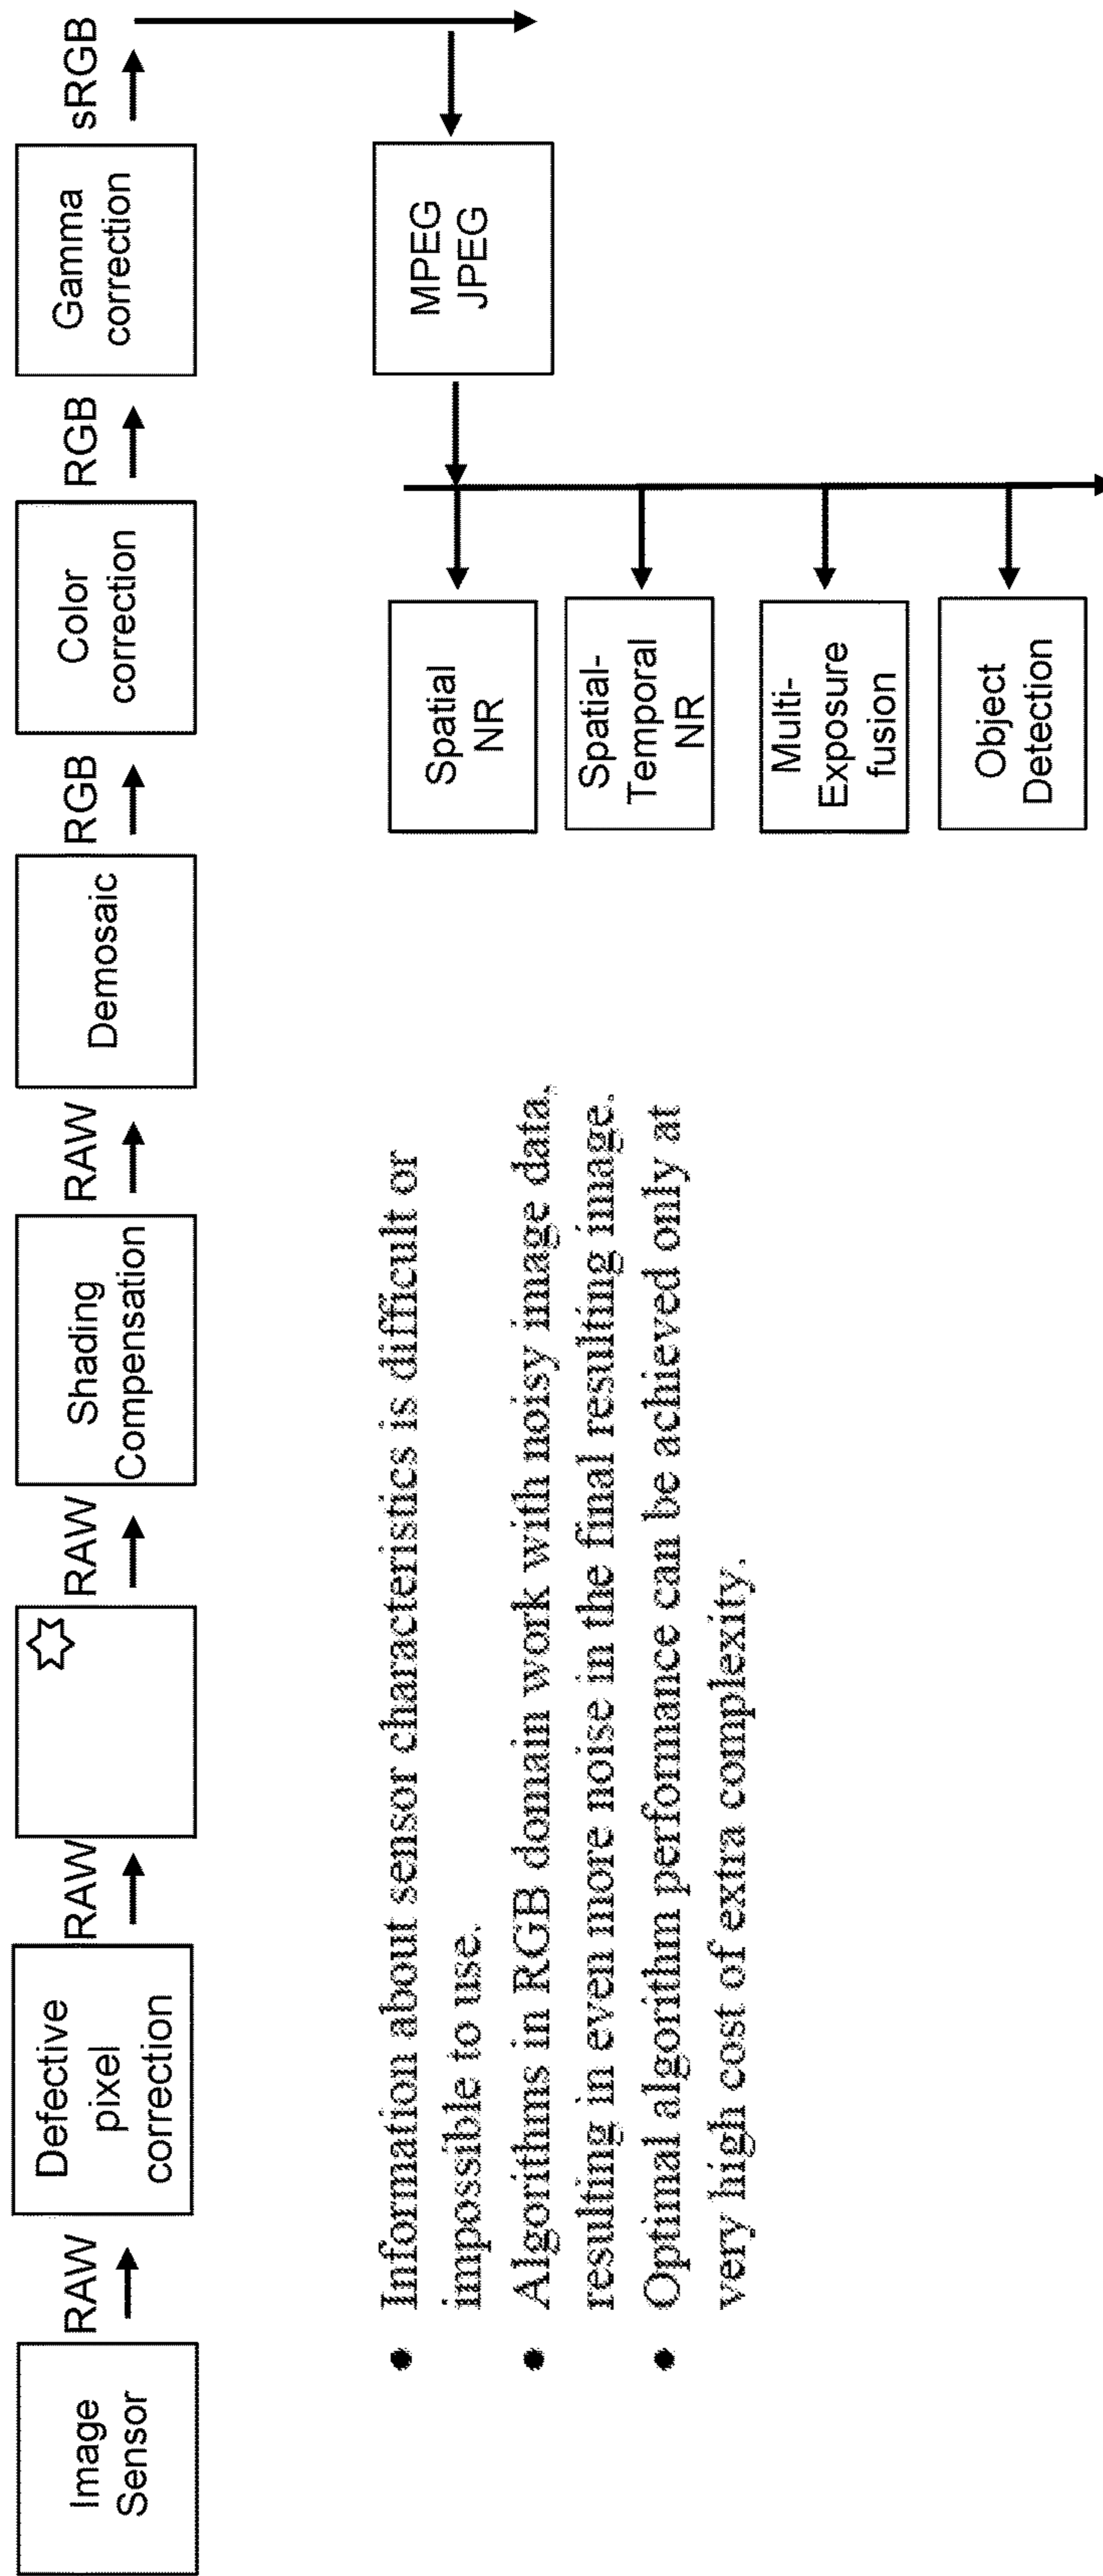 Image
Sensor
RAW
Defective
pixel
correction
RAW
RAW
Shading
Compensation
RAW
Demosaic
RGB
Color
correction
RGB
Gamma
correction
sRGB
MPEG
JPEG
Spatial
NR
Spatial-
Temporal
NR
Multi-
Exposure
fusion
Object
Detection
• Information about sensor characteristics is difficult or
impossible to use.
• Algorithms in RGB domain work with noisy image data,
resulting in even more noise in the final resulting image.
• Optimal algorithm performance can be achieved only at
very high cost of extra complexity.